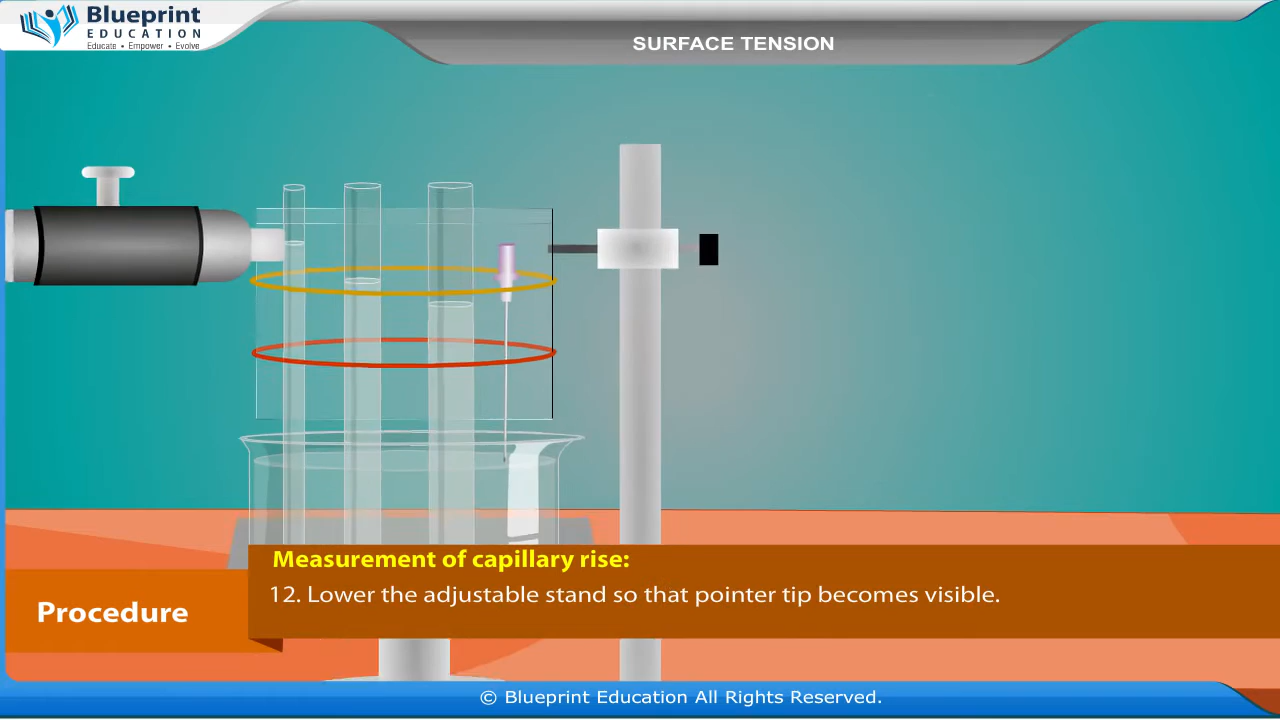 Blueprint
EDUCATION
Educate • Empower • Evolve
SURFACE TENSION
Measurement of capillary rise:
12. Lower the adjustable stand so that pointer tip becomes visible.
Procedure
© Blueprint Education All Rights Reserved.